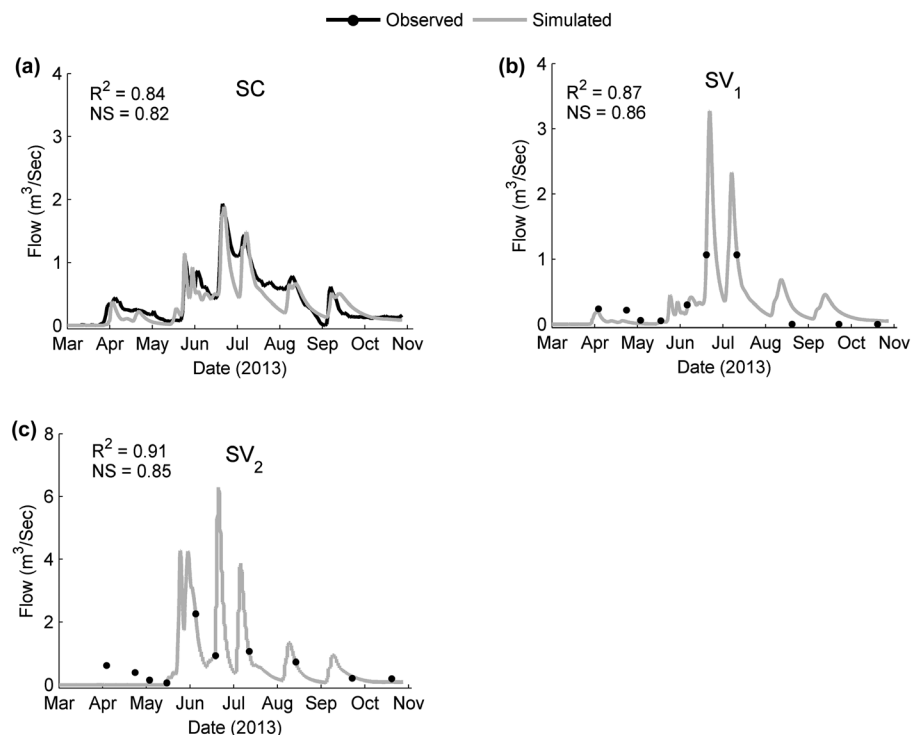 Observed Simulated
(a)
SC
R² = 0.84
NS = 0.82
4
3
2
1
0
Flow (m³/Sec)
Mar Apr May Jun Jul Aug Sep Oct Nov
Date (2013)
(b)
SV₁
R² = 0.87
NS = 0.86
4
3
2
1
0
Flow (m³/Sec)
Mar Apr May Jun Jul Aug Sep Oct Nov
Date (2013)
(c)
SV₂
R² = 0.91
NS = 0.85
8
6
4
2
0
Flow (m³/Sec)
Mar Apr May Jun Jul Aug Sep Oct Nov
Date (2013)